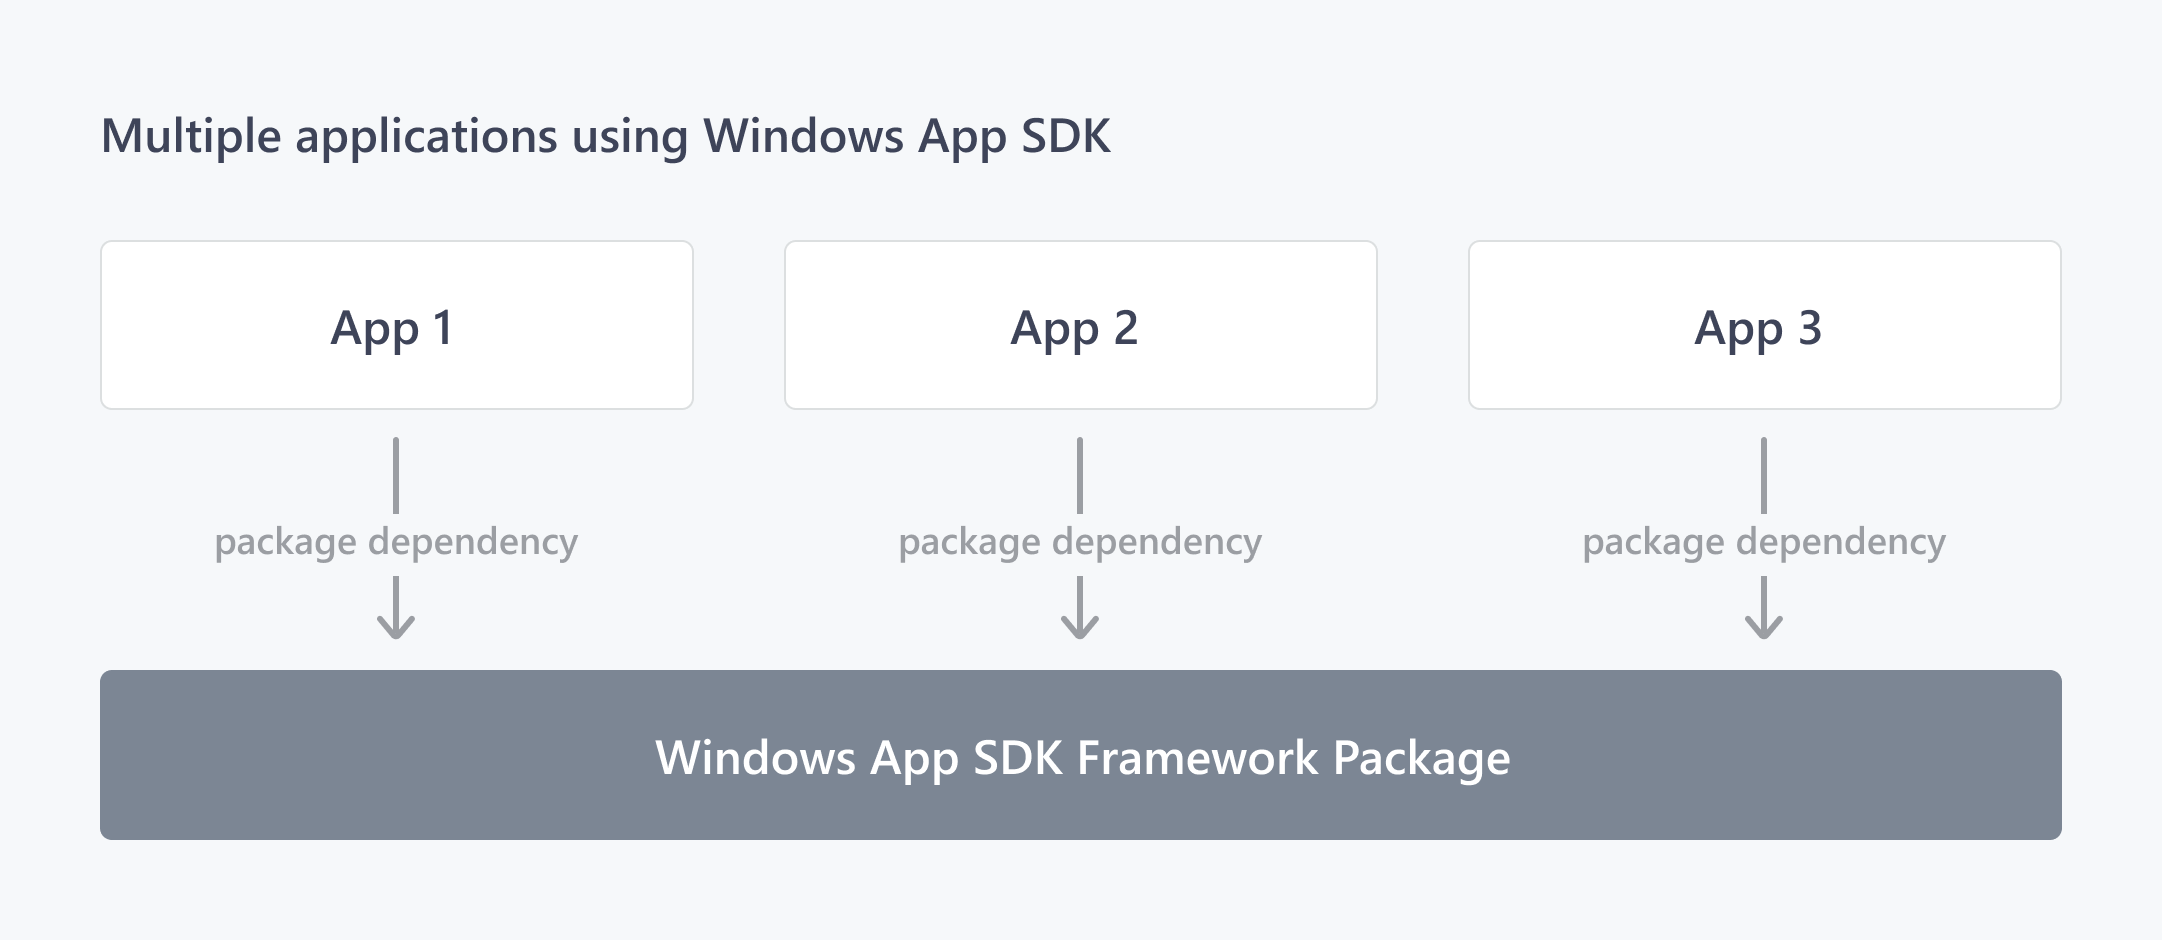 Multiple applications using Windows App SDK
App 1
App 2
App 3
package dependency
package dependency
package dependency
Windows App SDK Framework Package